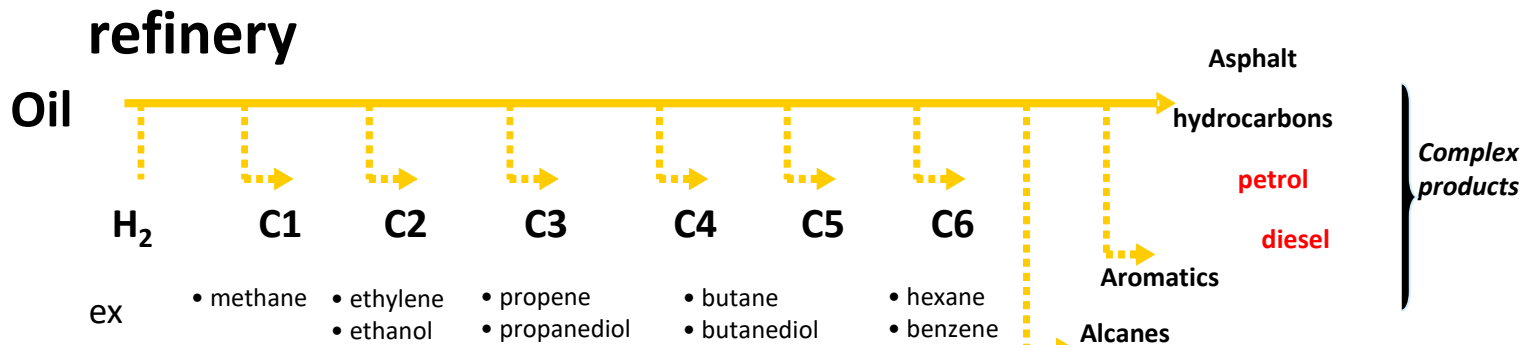 refinery
Oil
Asphalt
hydrocarbons
petrol
diesel
Complex
products
H₂ C1 C2 C3 C4 C5 C6
Aromatics
ex
• methane
• ethylene
• ethanol
• propene
• propanediol
• butane
• butanediol
• hexane
• benzene
Alcanes